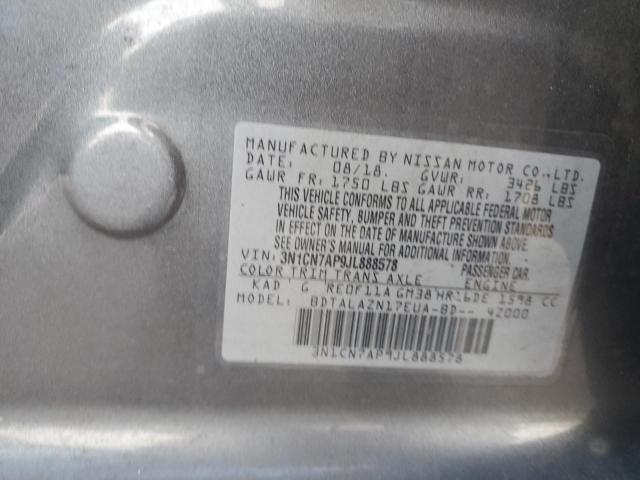 MANUFACTURED BY NISSAN MOTOR CO.,LTD.
DATE: 08/18. GVWR: 3426 LBS
GAWR FR: 1750 LBS GAWR RR: 1708 LBS
THIS VEHICLE CONFORMS TO ALL APPLICABLE FEDERAL MOTOR
VEHICLE SAFETY, BUMPER AND THEFT PREVENTION STANDARDS
IN EFFECT ON THE DATE OF MANUFACTURE SHOWN ABOVE.
SEE OWNER'S MANUAL FOR ADDITIONAL INFORMATION.
VIN: 3N1CN7AP9JL888578 PASSENGER CAR
COLOR TRIM TRANS AXLE ENGINE
KAD G RE0F11A GM38 HR16DE 1598 CC
MODEL: BDTALAZN17EUA-BD-- 42000
3N1CN7AP9JL888578